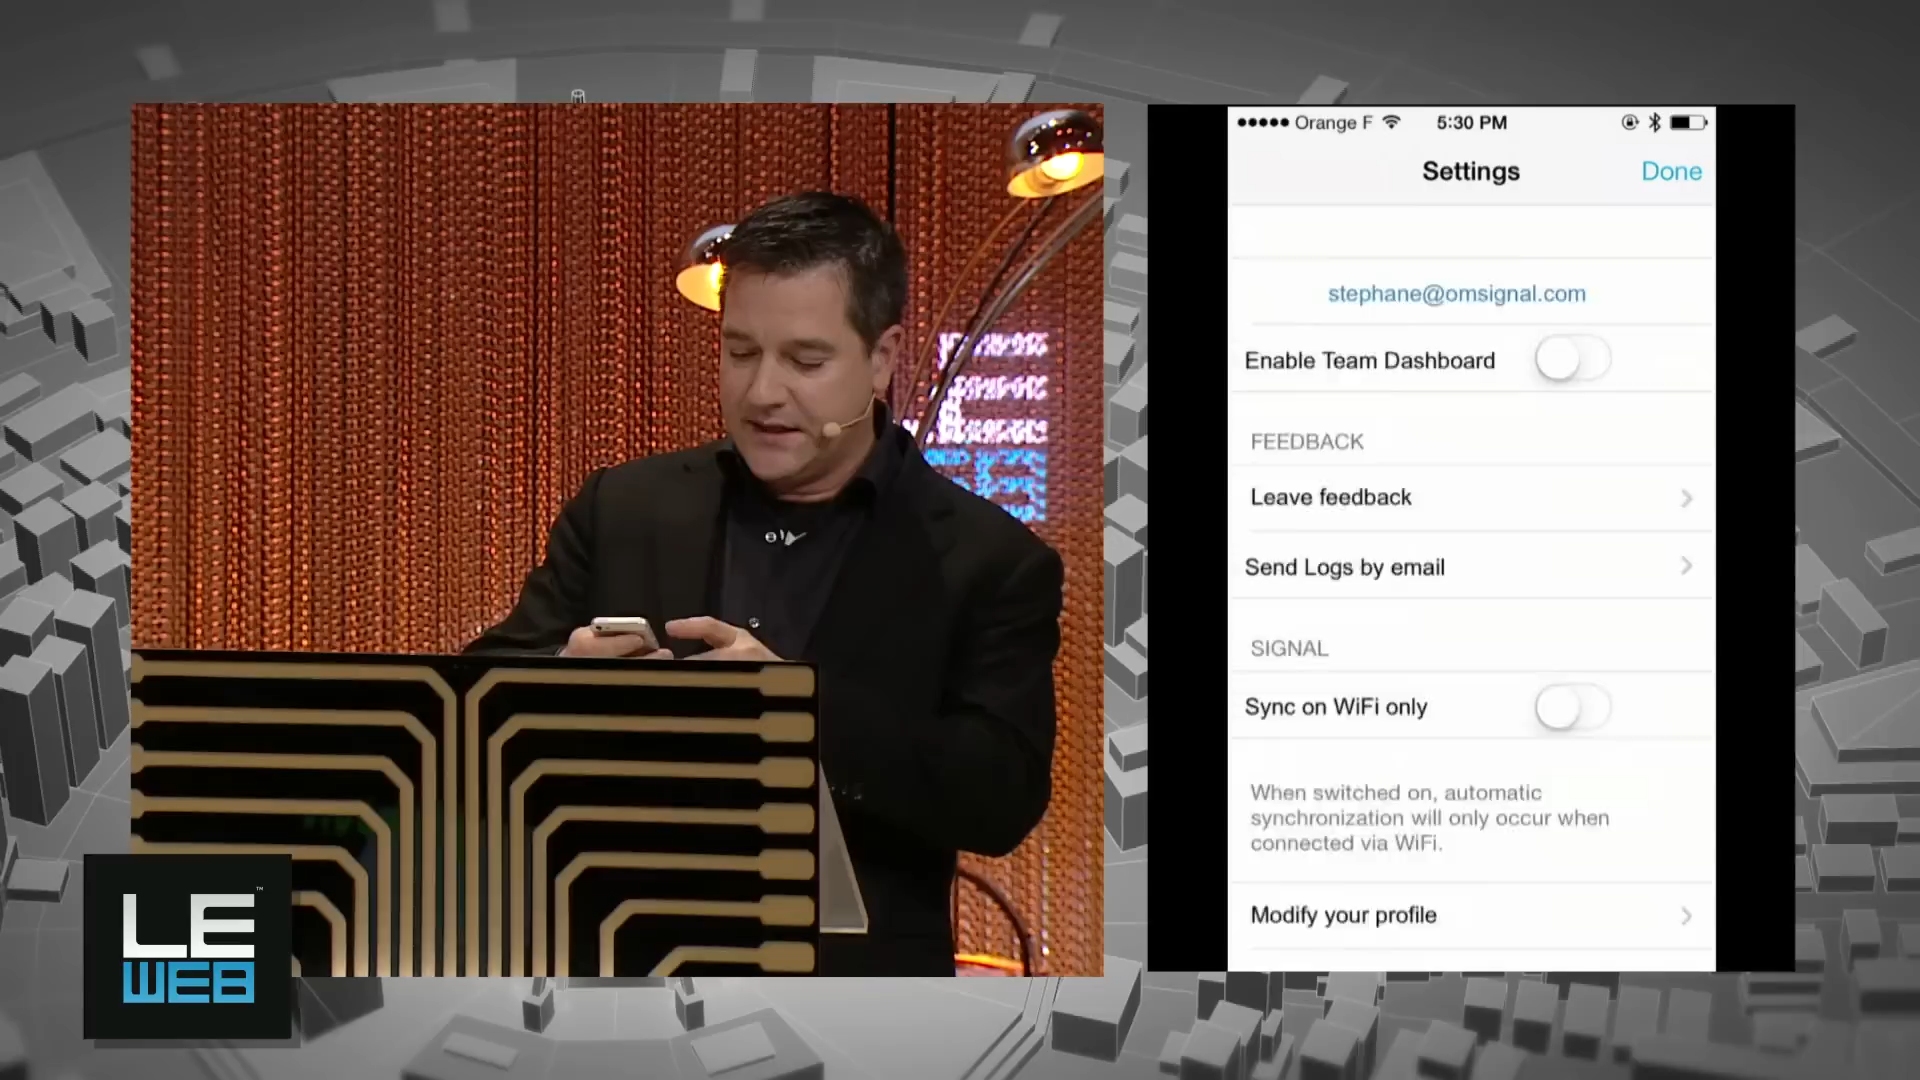 Orange F
5:30 PM
Settings
Done
stephane@omsignal.com
Enable Team Dashboard
FEEDBACK
Leave feedback
Send Logs by email
SIGNAL
Sync on WiFi only
When switched on, automatic
synchronization will only occur when
connected via WiFi.
Modify your profile
LE
WEB
™